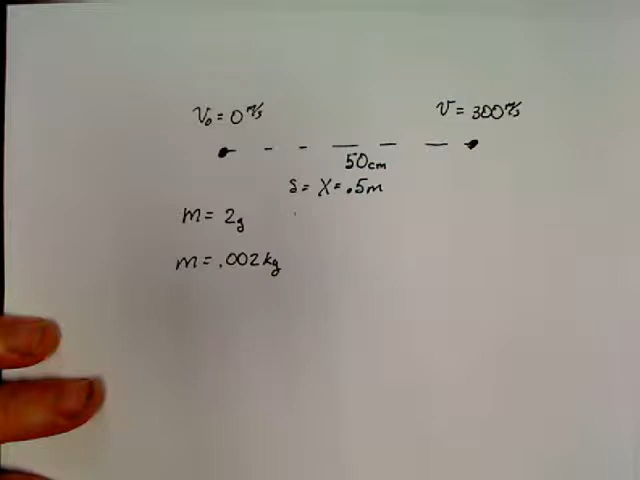 V₀ = 0 m/s
V = 300 m/s
50cm
s = X = .5m
m = 2g
m = .002kg